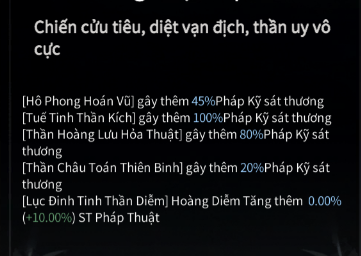 Chiến cửu tiêu, diệt vạn địch, thần uy vô
cực
[Hô Phong Hoán Vũ] gây thêm 45%Pháp Kỹ sát thương
[Tuế Tinh Thần Kích] gây thêm 100%Pháp Kỹ sát thương
[Thần Hoàng Lưu Hỏa Thuật] gây thêm 80%Pháp Kỹ sát
thương
[Thần Châu Toán Thiên Binh] gây thêm 20%Pháp Kỹ sát
thương
[Lục Đinh Tinh Thần Diễm] Hoàng Diễm Tăng thêm 0.00%
(+10.00%) ST Pháp Thuật